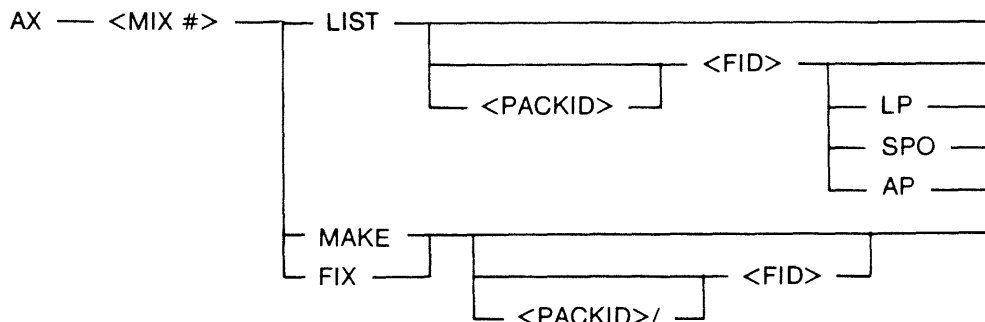 AX <MIX #> LIST
<FID>
<PACKID> LP
SPO
AP
MAKE
FIX <FID>
<PACKID>/